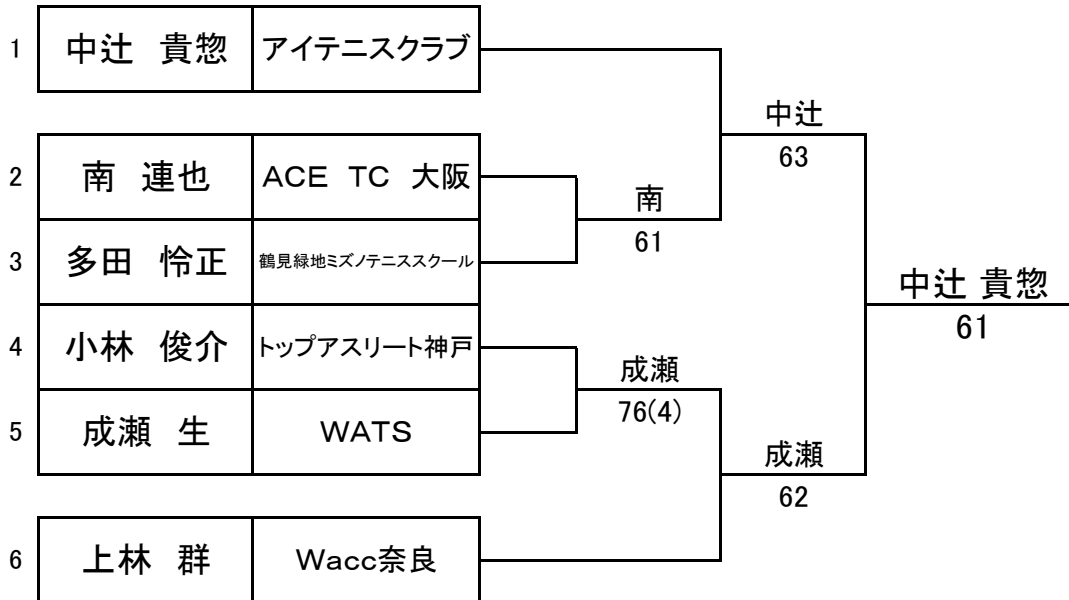 1 中辻　貴惣 アイテニスクラブ
中辻
63
2 南　連也 ACE　TC　大阪
南
61
3 多田　怜正 鶴見緑地ミズノテニススクール
中辻 貴惣
61
4 小林　俊介 トップアスリート神戸
成瀬
76(4)
5 成瀬　生 WATS
成瀬
62
6 上林　群 Wacc奈良